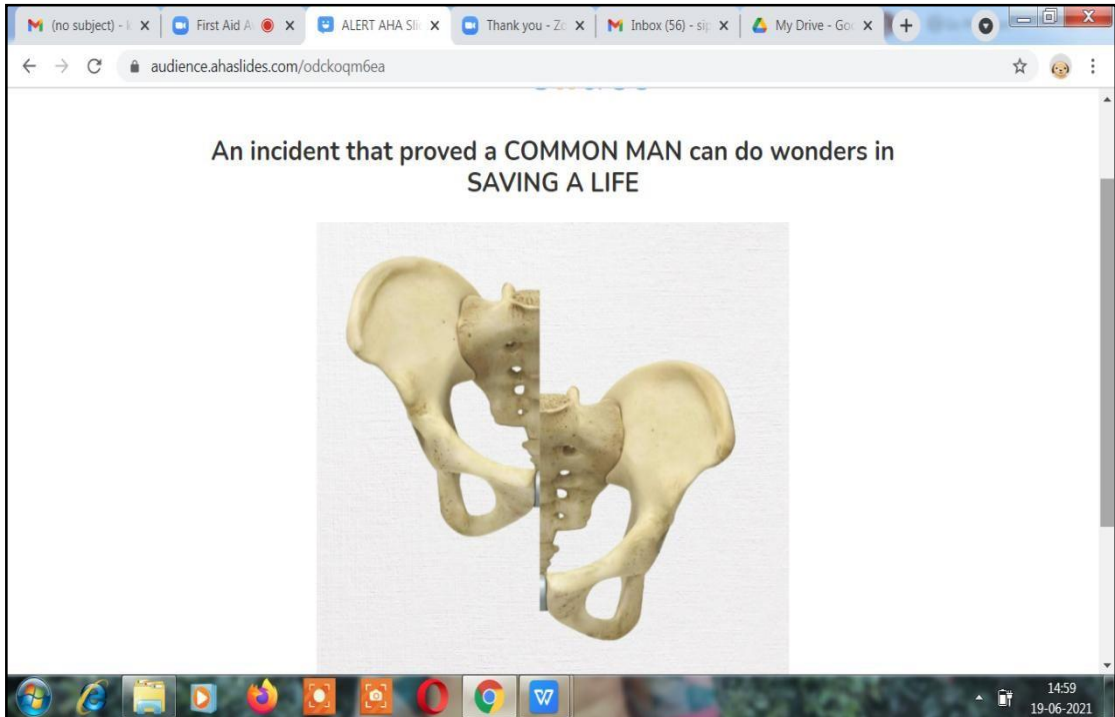 (no subject) - k
First Aid A
ALERT AHA Sli
Thank you - Zo
Inbox (56) - sip
My Drive - Goo
audience.ahaslides.com/odckoqm6ea
An incident that proved a COMMON MAN can do wonders in
SAVING A LIFE
14:59
19-06-2021